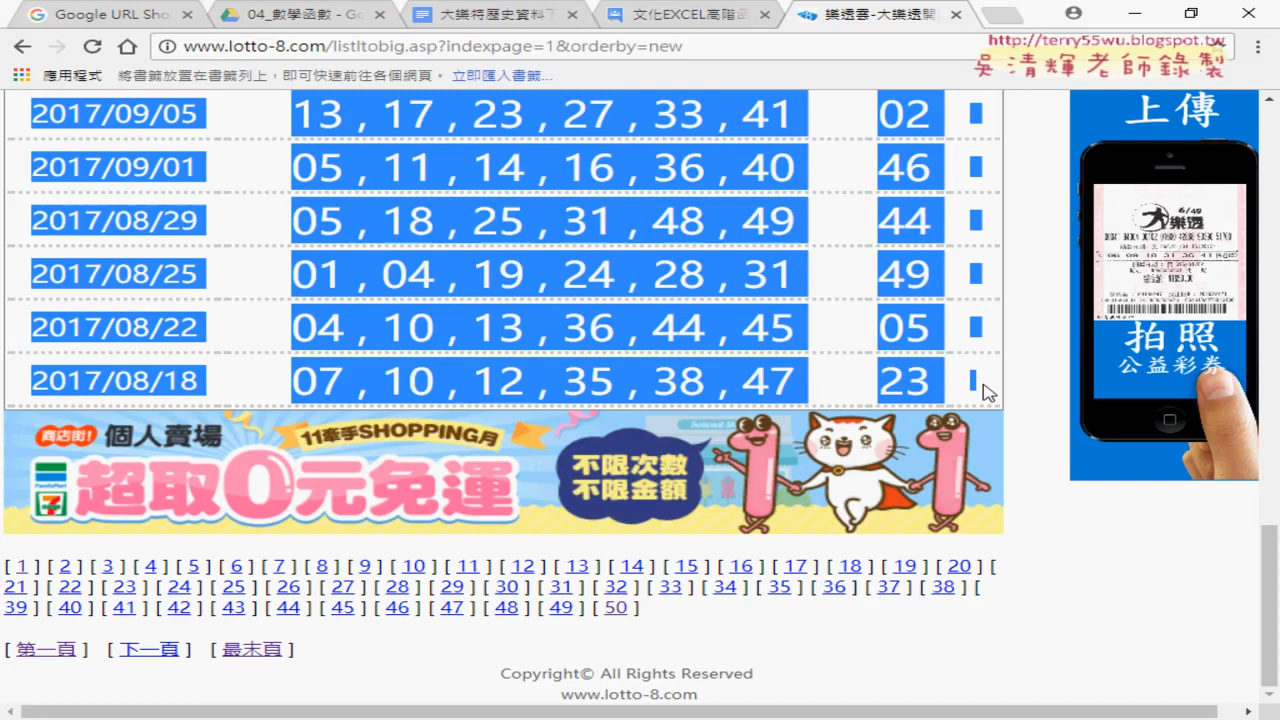 Google URL Sho
04_數學函數 - Go
大樂特歷史資料下
文化EXCEL高階函
樂透雲-大樂透開
www.lotto-8.com/listltobig.asp?indexpage=1&orderby=new
http://terry55wu.blogspot.tw
吳清輝老師錄製
應用程式
將書籤放置在書籤列上，即可快速前往各個網頁。
立即匯入書籤...
2017/09/05 13 , 17 , 23 , 27 , 33 , 41 02
2017/09/01 05 , 11 , 14 , 16 , 36 , 40 46
2017/08/29 05 , 18 , 25 , 31 , 48 , 49 44
2017/08/25 01 , 04 , 19 , 24 , 28 , 31 49
2017/08/22 04 , 10 , 13 , 36 , 44 , 45 05
2017/08/18 07 , 10 , 12 , 35 , 38 , 47 23
上傳
6/49
大樂透
拍照
公益彩券
商店街! 個人賣場
11牽手SHOPPING月
超取0元免運
FamilyMart
7-ELEVEN
不限次數
不限金額
[ 1 ] [ 2 ] [ 3 ] [ 4 ] [ 5 ] [ 6 ] [ 7 ] [ 8 ] [ 9 ] [ 10 ] [ 11 ] [ 12 ] [ 13 ] [ 14 ] [ 15 ] [ 16 ] [ 17 ] [ 18 ] [ 19 ] [ 20 ] [
21 ] [ 22 ] [ 23 ] [ 24 ] [ 25 ] [ 26 ] [ 27 ] [ 28 ] [ 29 ] [ 30 ] [ 31 ] [ 32 ] [ 33 ] [ 34 ] [ 35 ] [ 36 ] [ 37 ] [ 38 ] [
39 ] [ 40 ] [ 41 ] [ 42 ] [ 43 ] [ 44 ] [ 45 ] [ 46 ] [ 47 ] [ 48 ] [ 49 ] [ 50 ]
[ 第一頁 ] [ 下一頁 ] [ 最末頁 ]
Copyright© All Rights Reserved
www.lotto-8.com